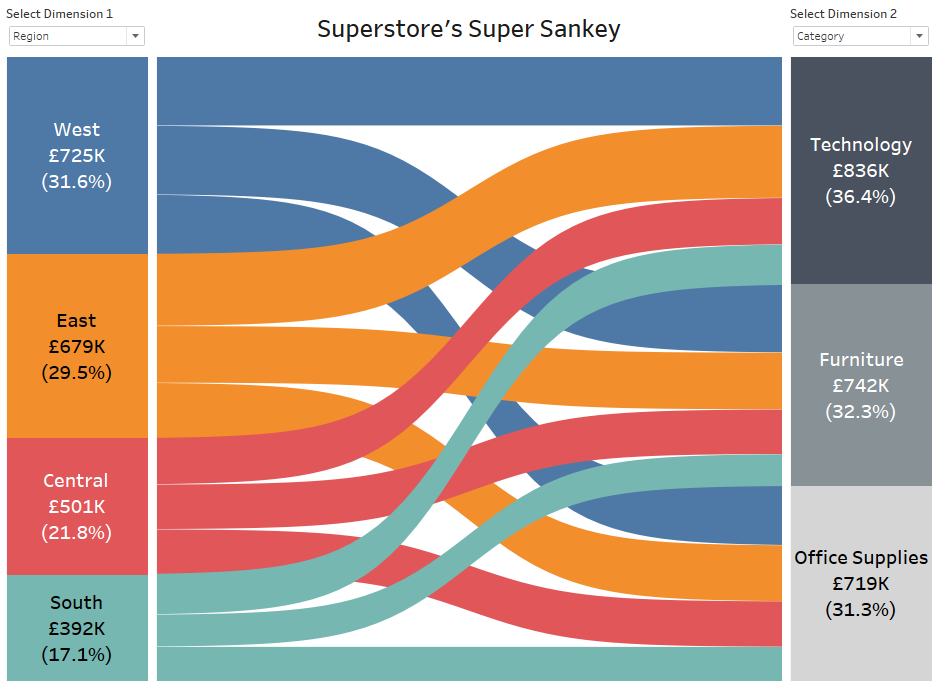 Select Dimension 1
Region
Superstore’s Super Sankey
Select Dimension 2
Category
West
£725K
(31.6%)
East
£679K
(29.5%)
Central
£501K
(21.8%)
South
£392K
(17.1%)
Technology
£836K
(36.4%)
Furniture
£742K
(32.3%)
Office Supplies
£719K
(31.3%)